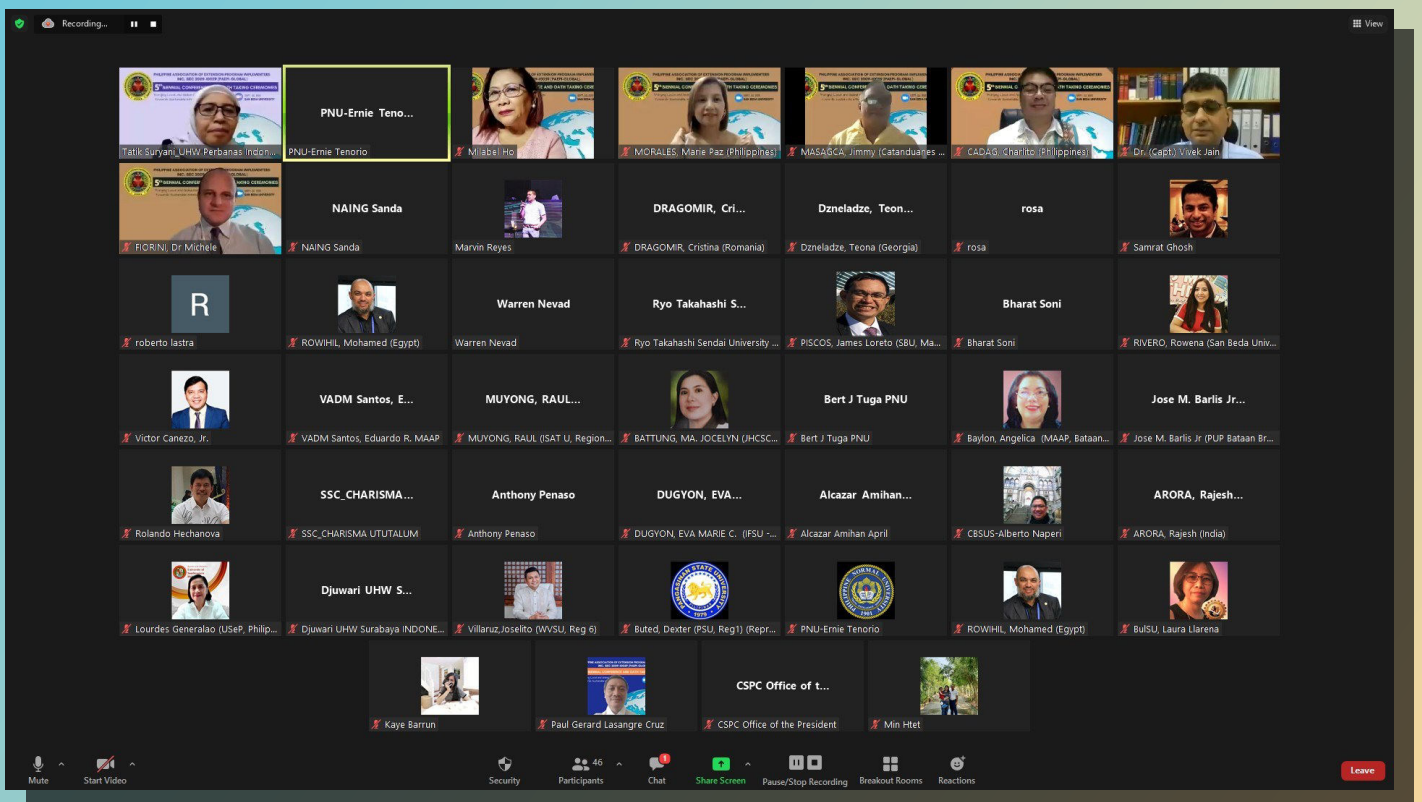 Recording...
View
PHILIPPINE ASSOCIATION OF EXTENSION PROGRAM IMPLEMENTERS
5TH BIENNIAL
PNU-Ernie Teno...
Tatik Suryani_UHW Perbanas Indon...
PNU-Ernie Tenorio
Milabel Ho
MORALES, Marie Paz (Philippines)
MASAGCA, Jimmy (Catanduanes ...
CADAG, Charlito (Philippines)
Dr. (Capt.) Vivek Jain
NAING Sanda
DRAGOMIR, Cri...
Dzneladze, Teon...
rosa
FIORINI, Dr Michele
NAING Sanda
Marvin Reyes
DRAGOMIR, Cristina (Romania)
Dzneladze, Teona (Georgia)
rosa
Samrat Ghosh
R
Warren Nevad
Ryo Takahashi S...
Bharat Soni
roberto lastra
ROWIHIL, Mohamed (Egypt)
Warren Nevad
Ryo Takahashi Sendai University ...
PISCOS, James Loreto (SBU, Ma...
Bharat Soni
RIVERO, Rowena (San Beda Univ...
VADM Santos, E...
MUYONG, RAUL...
Bert J Tuga PNU
Jose M. Barlis Jr...
Victor Canezo, Jr.
VADM Santos, Eduardo R. MAAP
MUYONG, RAUL (ISAT U, Region...
BATTUNG, MA. JOCELYN (JHCSC...
Bert J Tuga PNU
Baylon, Angelica (MAAP, Bataan...
Jose M. Barlis Jr (PUP Bataan Br...
SSC_CHARISMA...
Anthony Penaso
DUGYON, EVA...
Alcazar Amihan...
ARORA, Rajesh...
Rolando Hechanova
SSC_CHARISMA UTUTALUM
Anthony Penaso
DUGYON, EVA MARIE C. (IFSU -...
Alcazar Amihan April
CBSUS-Alberto Naperi
ARORA, Rajesh (India)
Djuwari UHW S...
Lourdes Generalao (USeP, Philip...
Djuwari UHW Surabaya INDONE...
Villaruz,Joselito (WVSU, Reg 6)
Buted, Dexter (PSU, Reg1) (Repr...
PNU-Ernie Tenorio
ROWIHIL, Mohamed (Egypt)
BulSU, Laura Llarena
CSPC Office of t...
Kaye Barrun
Paul Gerard Lasangre Cruz
CSPC Office of the President
Min Htet
Mute
Start Video
Security
Participants
46
Chat
1
Share Screen
Pause/Stop Recording
Breakout Rooms
Reactions
Leave